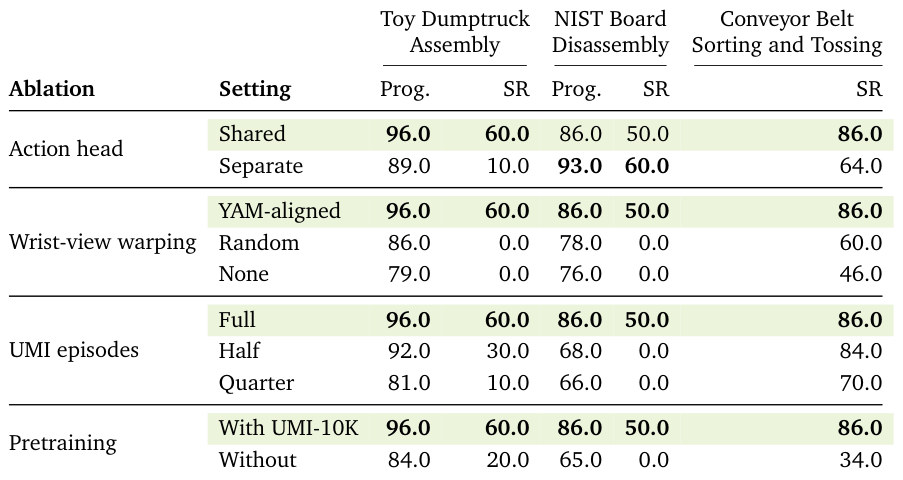 Toy Dumptruck NIST Board Conveyor Belt
Assembly Disassembly Sorting and Tossing
Ablation Setting Prog. SR Prog. SR SR
Action head
Shared 96.0 60.0 86.0 50.0 86.0
Separate 89.0 10.0 93.0 60.0 64.0
Wrist-view warping
YAM-aligned 96.0 60.0 86.0 50.0 86.0
Random 86.0 0.0 78.0 0.0 60.0
None 79.0 0.0 76.0 0.0 46.0
UMI episodes
Full 96.0 60.0 86.0 50.0 86.0
Half 92.0 30.0 68.0 0.0 84.0
Quarter 81.0 10.0 66.0 0.0 70.0
Pretraining
With UMI-10K 96.0 60.0 86.0 50.0 86.0
Without 84.0 20.0 65.0 0.0 34.0